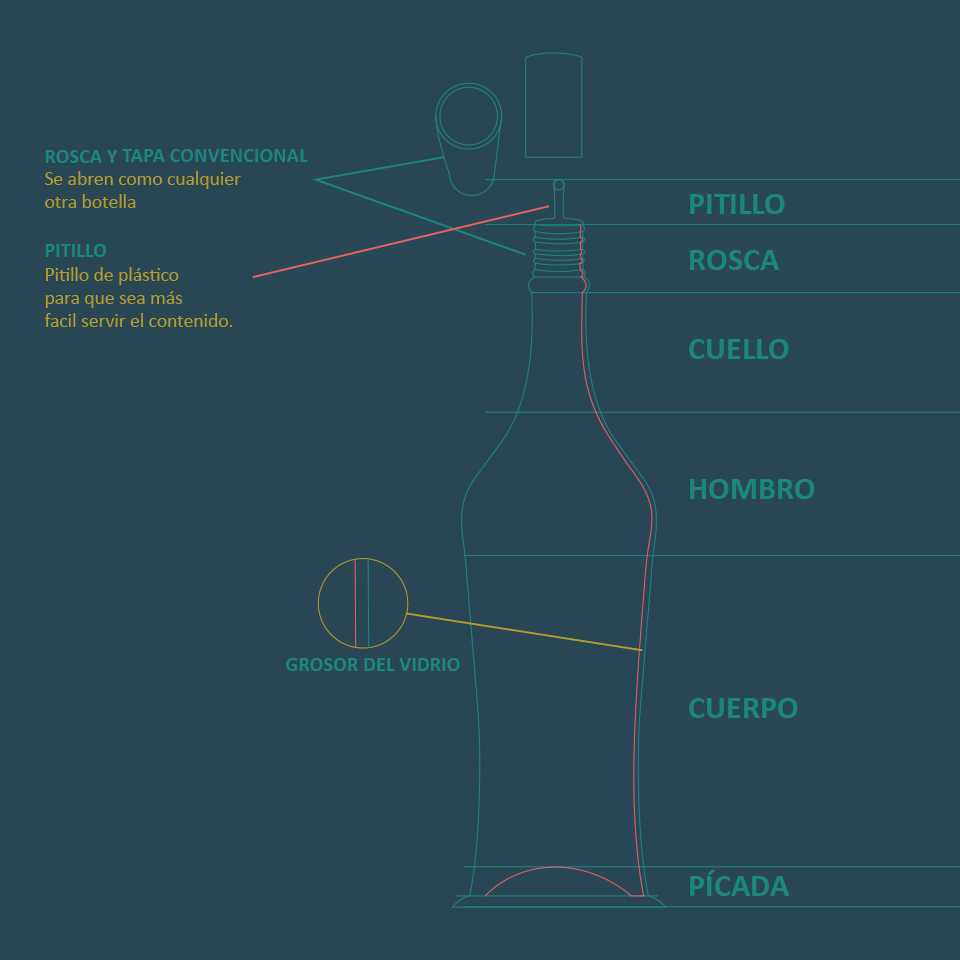 ROSCA Y TAPA CONVENCIONAL
Se abren como cualquier
otra botella
PITILLO
Pitillo de plástico
para que sea más
facil servir el contenido.
GROSOR DEL VIDRIO
PITILLO
ROSCA
CUELLO
HOMBRO
CUERPO
PÍCADA